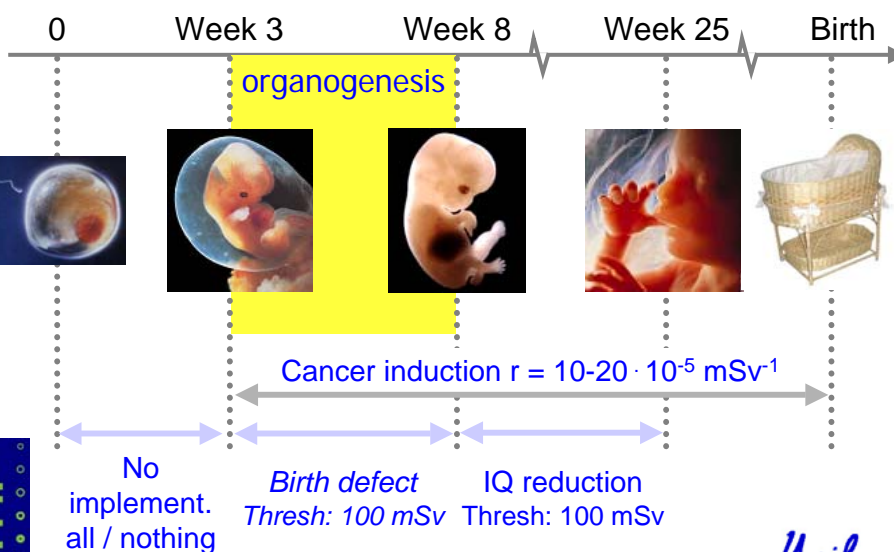 0 Week 3 Week 8 Week 25 Birth
organogenesis
Cancer induction r = 10-20 · 10⁻⁵ mSv⁻¹
No
implement.
all / nothing
Birth defect
Thresh: 100 mSv
IQ reduction
Thresh: 100 mSv